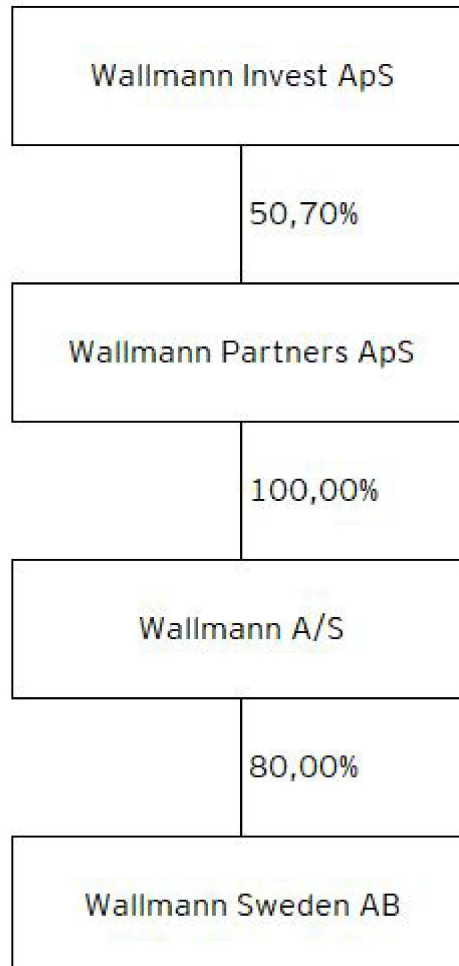 Wallmann Invest ApS
50,70%
Wallmann Partners ApS
100,00%
Wallmann A/S
80,00%
Wallmann Sweden AB